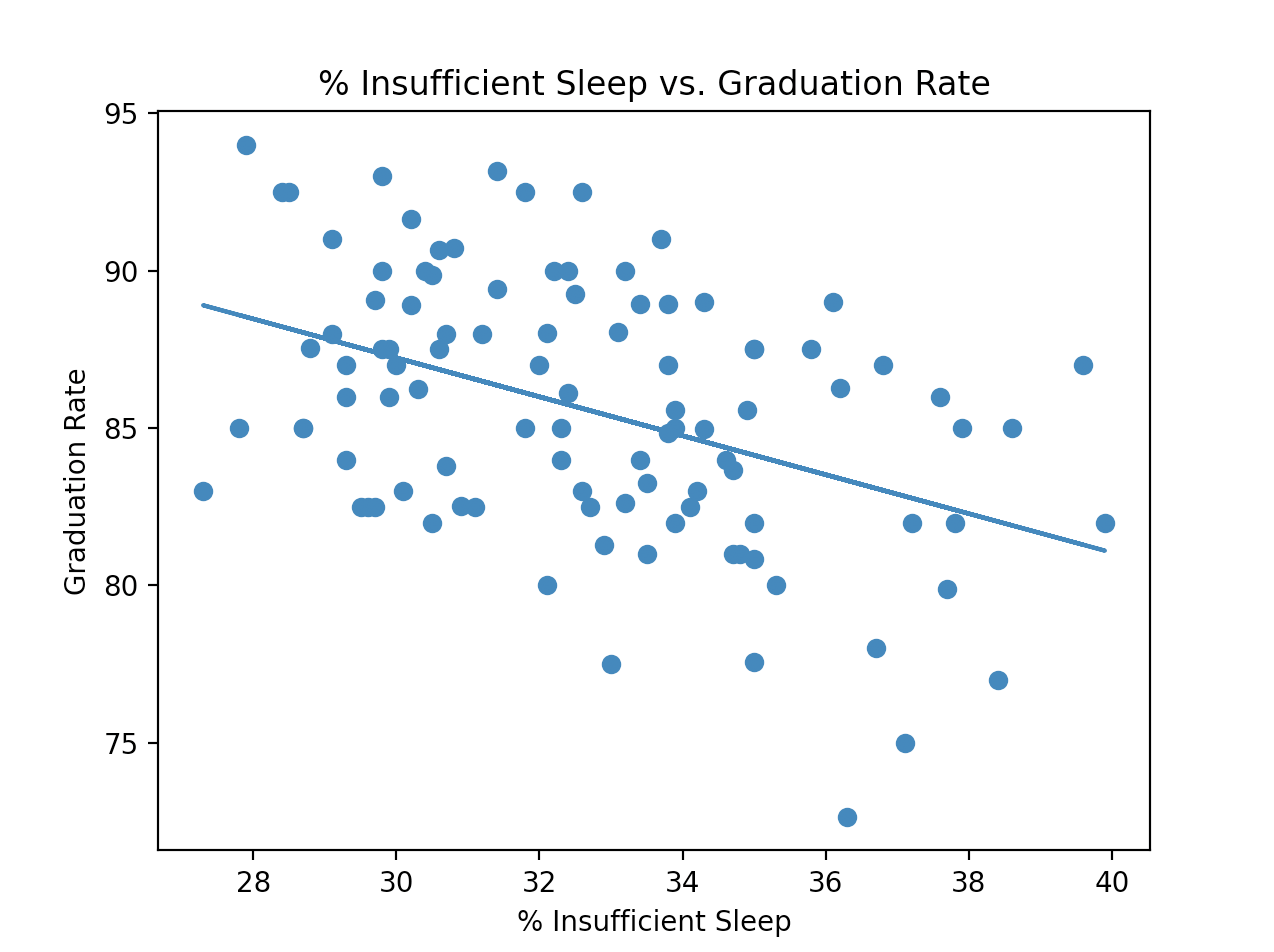 % Insufficient Sleep vs. Graduation Rate
95
90
85
80
75
Graduation Rate
28 30 32 34 36 38 40
% Insufficient Sleep